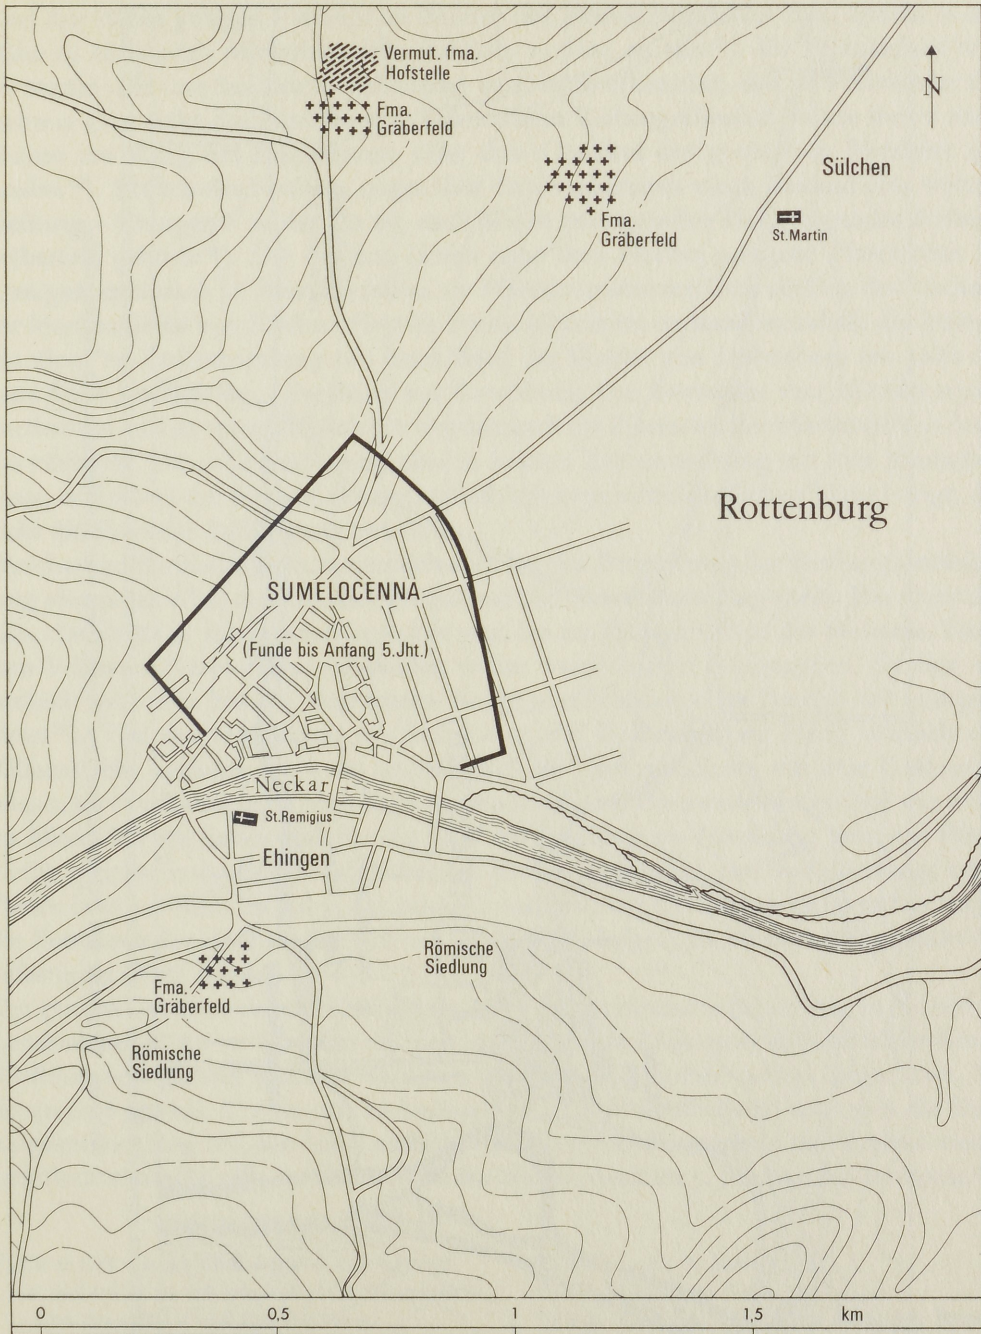 Vermut. fma.
Hofstelle
Fma.
Gräberfeld
N
Sülchen
St. Martin
Fma.
Gräberfeld
Rottenburg
SUMELOCENNA
(Funde bis Anfang 5.Jht.)
Neckar
St. Remigius
Ehingen
Römische
Siedlung
Fma.
Gräberfeld
Römische
Siedlung
0 0,5 1 1,5 km